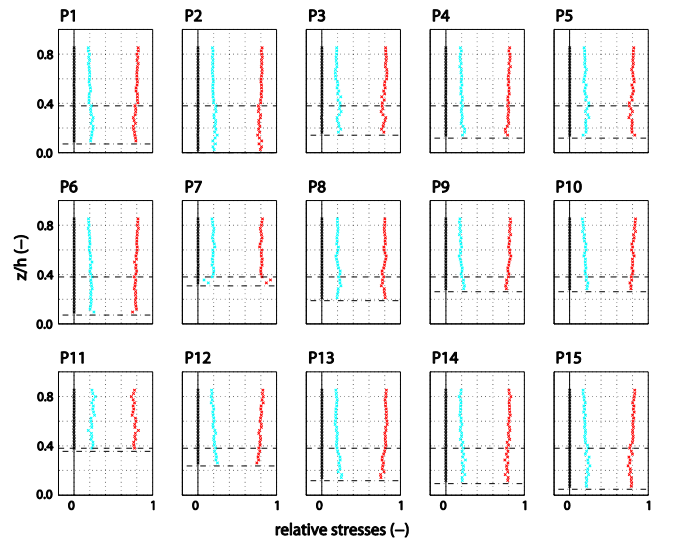 P1 P2 P3 P4 P5
0.8
0.4
0.0
P6 P7 P8 P9 P10
0.8
z/h (–)
0.4
0.0
P11 P12 P13 P14 P15
0.8
0.4
0.0
0 1 0 1 0 1 0 1 0 1
relative stresses (–)